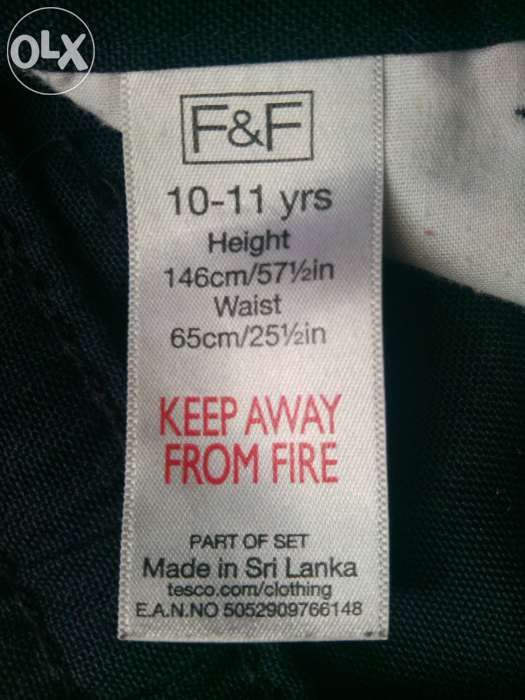 OLX
F&F
10-11 yrs
Height
146cm/57½in
Waist
65cm/25½in
KEEP AWAY
FROM FIRE
PART OF SET
Made in Sri Lanka
tesco.com/clothing
E.A.N.NO 5052909766148